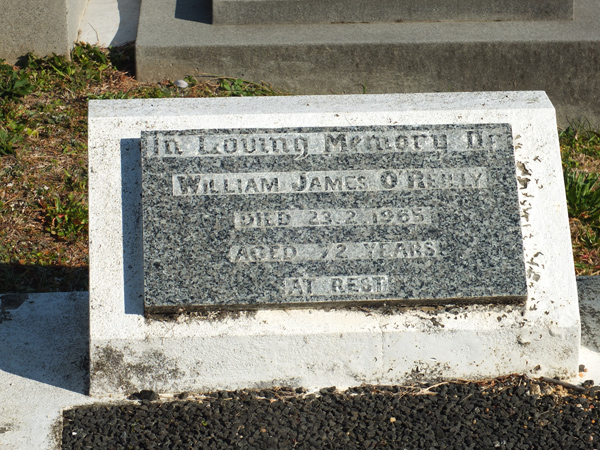 In Loving Memory Of
WILLIAM JAMES O'REILLY
DIED 23.2.1965
AGED 72 YEARS
AT REST